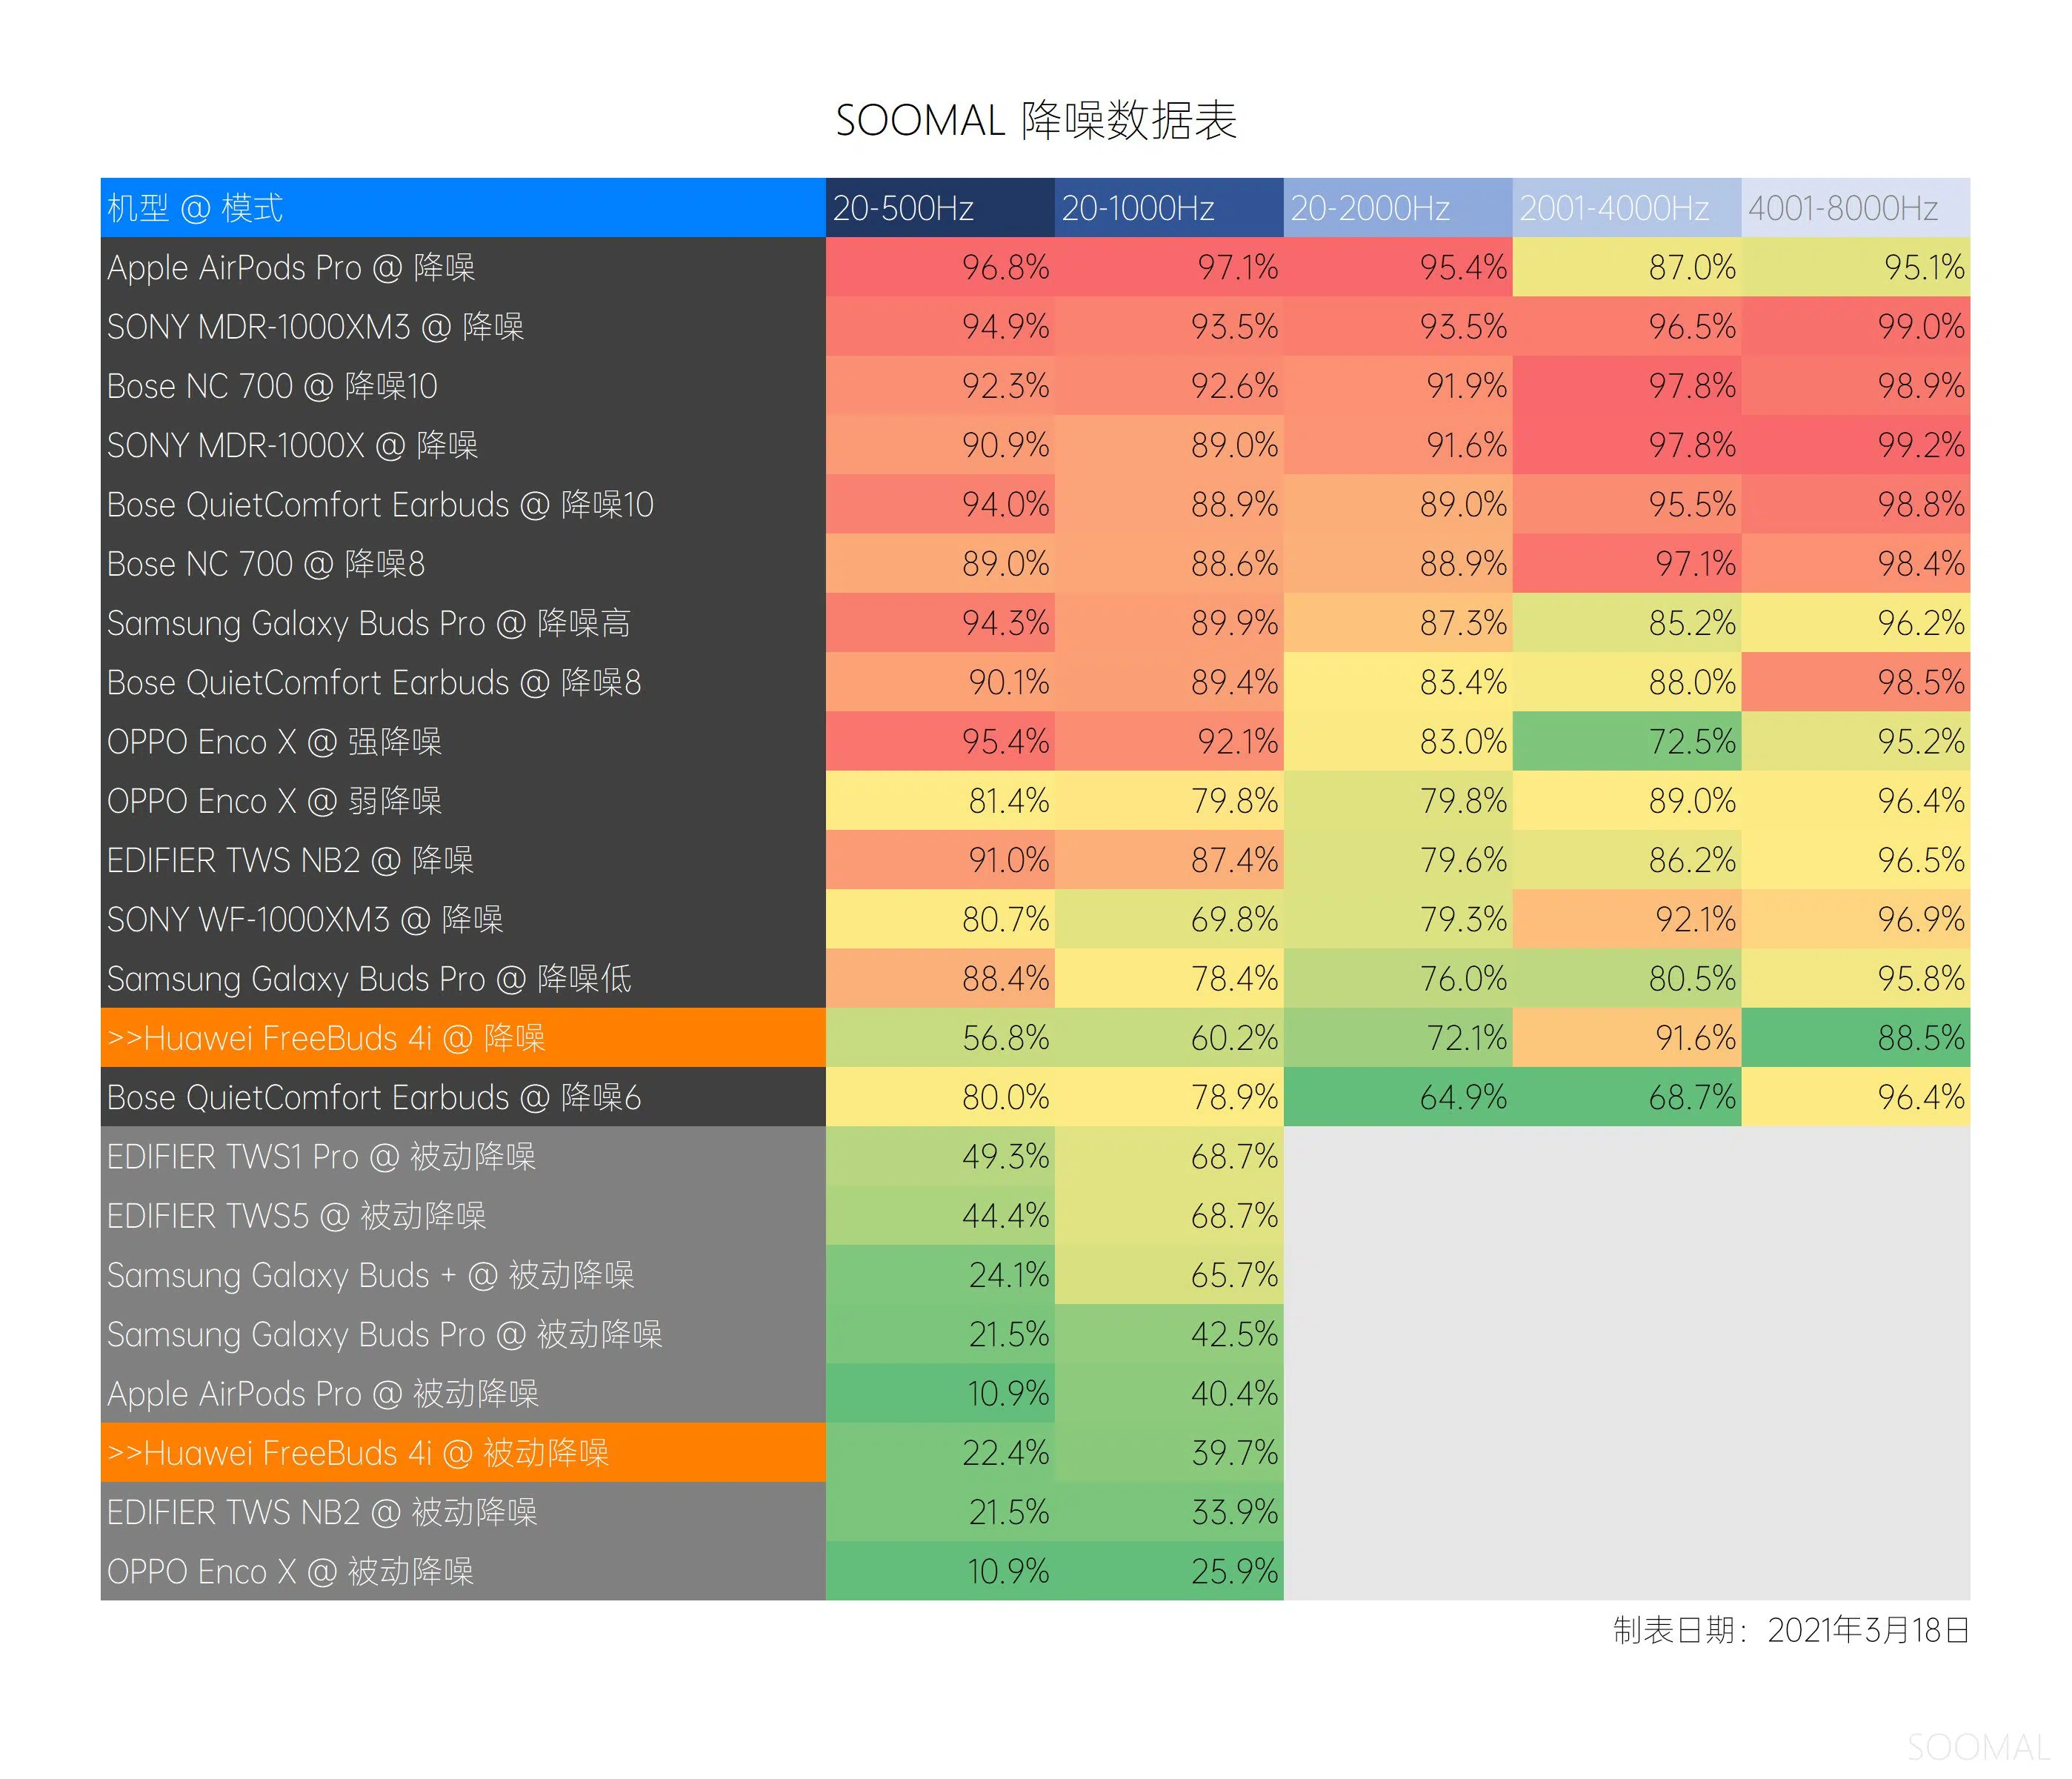 SOOMAL 降噪数据表
机型 @ 模式 20-500Hz 20-1000Hz 20-2000Hz 2001-4000Hz 4001-8000Hz
Apple AirPods Pro @ 降噪 96.8% 97.1% 95.4% 87.0% 95.1%
SONY MDR-1000XM3 @ 降噪 94.9% 93.5% 93.5% 96.5% 99.0%
Bose NC 700 @ 降噪10 92.3% 92.6% 91.9% 97.8% 98.9%
SONY MDR-1000X @ 降噪 90.9% 89.0% 91.6% 97.8% 99.2%
Bose QuietComfort Earbuds @ 降噪10 94.0% 88.9% 89.0% 95.5% 98.8%
Bose NC 700 @ 降噪8 89.0% 88.6% 88.9% 97.1% 98.4%
Samsung Galaxy Buds Pro @ 降噪高 94.3% 89.9% 87.3% 85.2% 96.2%
Bose QuietComfort Earbuds @ 降噪8 90.1% 89.4% 83.4% 88.0% 98.5%
OPPO Enco X @ 强降噪 95.4% 92.1% 83.0% 72.5% 95.2%
OPPO Enco X @ 弱降噪 81.4% 79.8% 79.8% 89.0% 96.4%
EDIFIER TWS NB2 @ 降噪 91.0% 87.4% 79.6% 86.2% 96.5%
SONY WF-1000XM3 @ 降噪 80.7% 69.8% 79.3% 92.1% 96.9%
Samsung Galaxy Buds Pro @ 降噪低 88.4% 78.4% 76.0% 80.5% 95.8%
>>Huawei FreeBuds 4i @ 降噪 56.8% 60.2% 72.1% 91.6% 88.5%
Bose QuietComfort Earbuds @ 降噪6 80.0% 78.9% 64.9% 68.7% 96.4%
EDIFIER TWS1 Pro @ 被动降噪 49.3% 68.7%
EDIFIER TWS5 @ 被动降噪 44.4% 68.7%
Samsung Galaxy Buds + @ 被动降噪 24.1% 65.7%
Samsung Galaxy Buds Pro @ 被动降噪 21.5% 42.5%
Apple AirPods Pro @ 被动降噪 10.9% 40.4%
>>Huawei FreeBuds 4i @ 被动降噪 22.4% 39.7%
EDIFIER TWS NB2 @ 被动降噪 21.5% 33.9%
OPPO Enco X @ 被动降噪 10.9% 25.9%
制表日期：2021年3月18日
SOOMAL